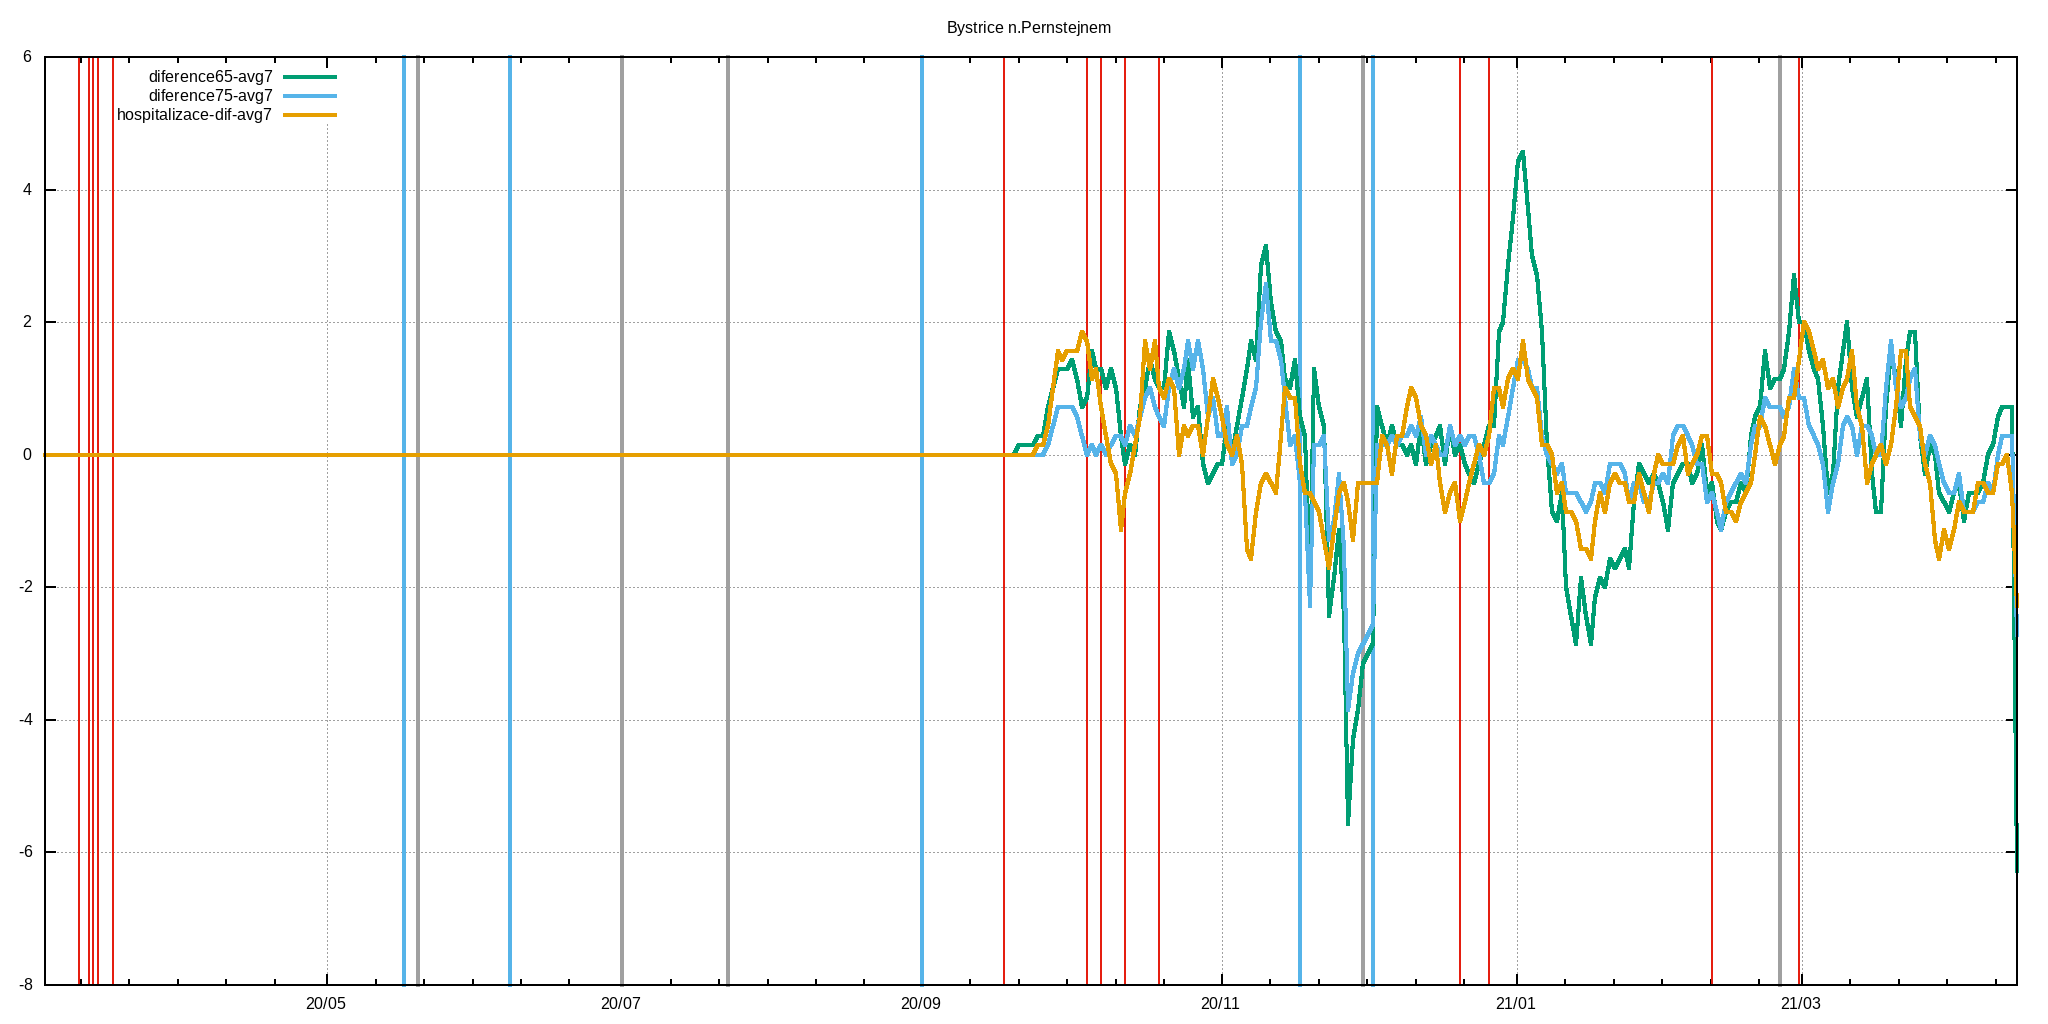 Bystrice n.Pernstejnem
6
diference65-avg7
diference75-avg7
hospitalizace-dif-avg7
4
2
0
-2
-4
-6
-8
20/05 20/07 20/09 20/11 21/01 21/03